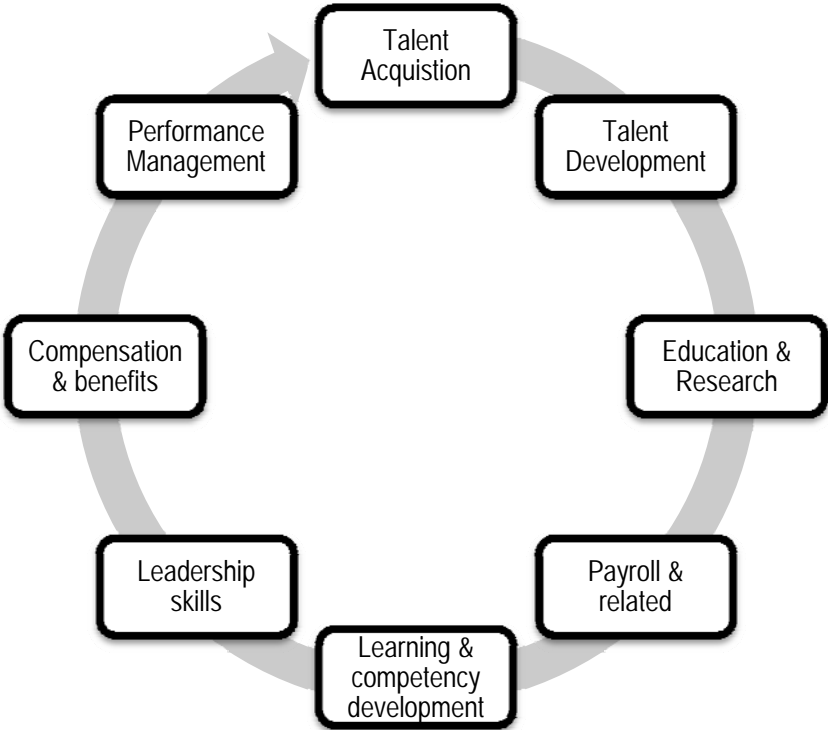 Talent
Acquistion
Talent
Development
Education &
Research
Payroll &
related
Learning &
competency
development
Leadership
skills
Compensation
& benefits
Performance
Management